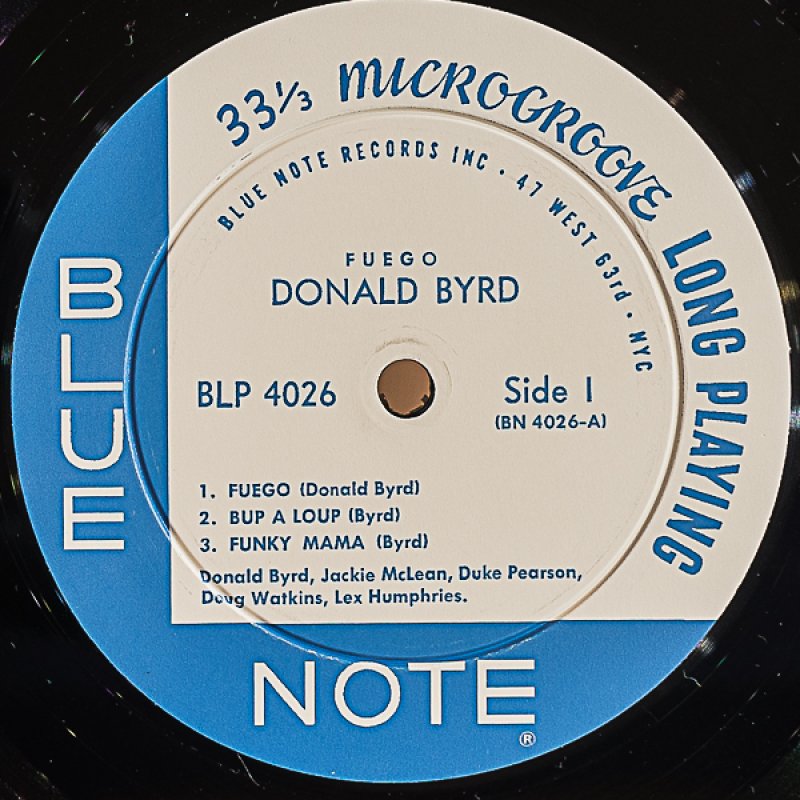 33⅓ MICROGROOVE LONG PLAYING
BLUE NOTE RECORDS INC • 47 WEST 63rd • NYC
FUEGO
DONALD BYRD
BLP 4026
Side 1
(BN 4026-A)
1. FUEGO (Donald Byrd)
2. BUP A LOUP (Byrd)
3. FUNKY MAMA (Byrd)
Donald Byrd, Jackie McLean, Duke Pearson,
Doug Watkins, Lex Humphries.
BLUE
NOTE
®